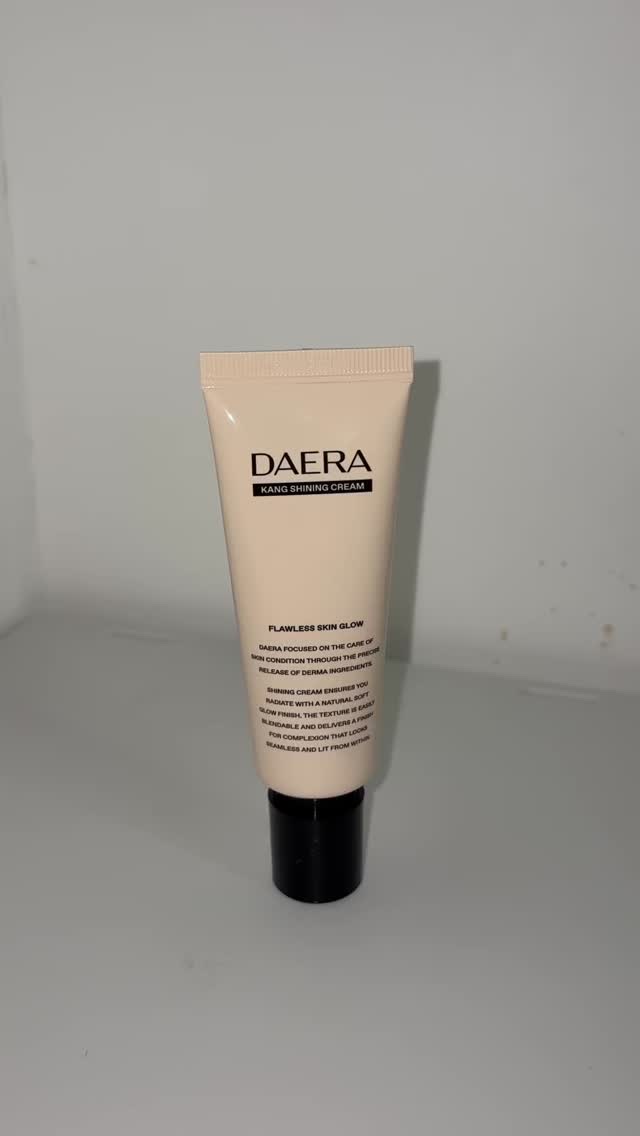 DAERA
KANG SHINING CREAM
FLAWLESS SKIN GLOW
DAERA FOCUSED ON THE CARE OF
SKIN CONDITION THROUGH THE PRECISE
RELEASE OF DERMA INGREDIENTS.
SHINING CREAM ENSURES YOU
RADIATE WITH A NATURAL SOFT
GLOW FINISH. THE TEXTURE IS EASILY
BLENDABLE AND DELIVERS A FINISH
FOR COMPLEXION THAT LOOKS
SEAMLESS AND LIT FROM WITHIN.